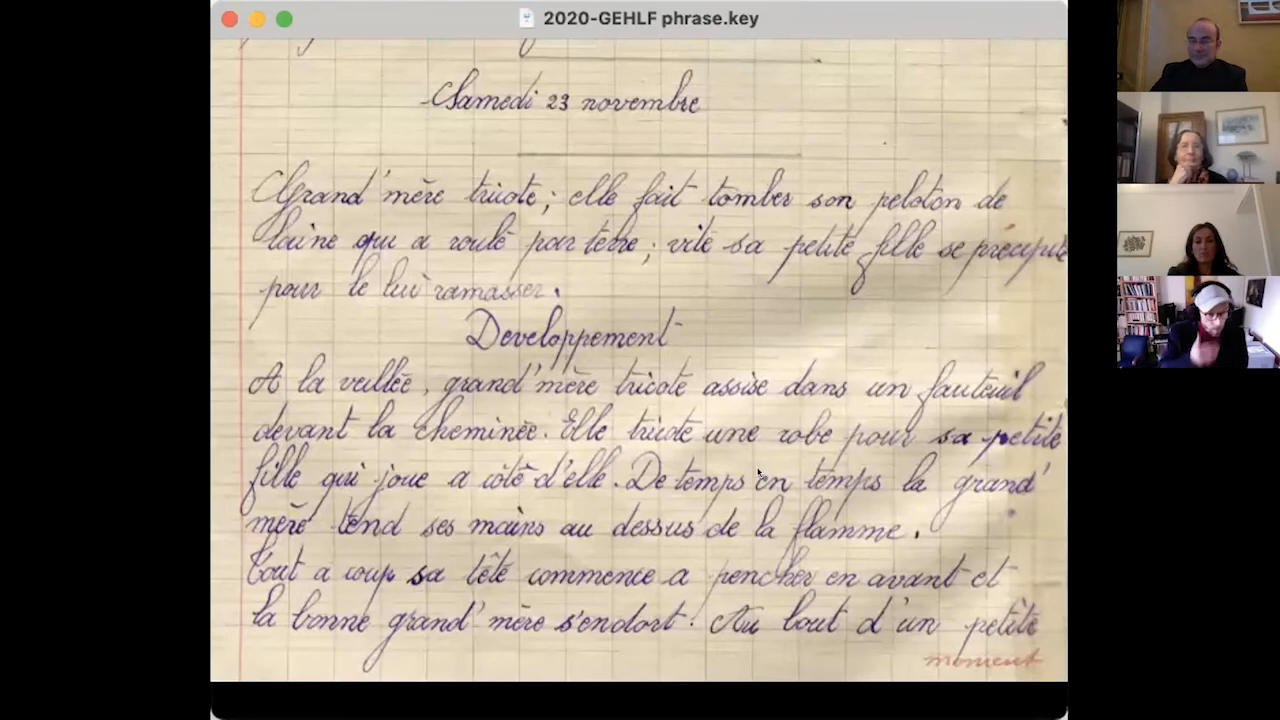 2020-GEHLF phrase.key
Samedi 23 novembre
Grand'mère tricote; elle fait tomber son peloton de
laine qui a roulé par terre; vite sa petite fille se précipite
pour le lui ramasser.
Developpement
A la veillée, grand'mère tricote assise dans un fauteuil
devant la cheminée. Elle tricote une robe pour sa petite
fille qui joue a côté d'elle. De temps en temps la grand'
mère tend ses mains au dessus de la flamme.
Tout a coup sa tête commence a pencher en avant et
la bonne grand'mère s'endort. Au bout d'un petite
moment